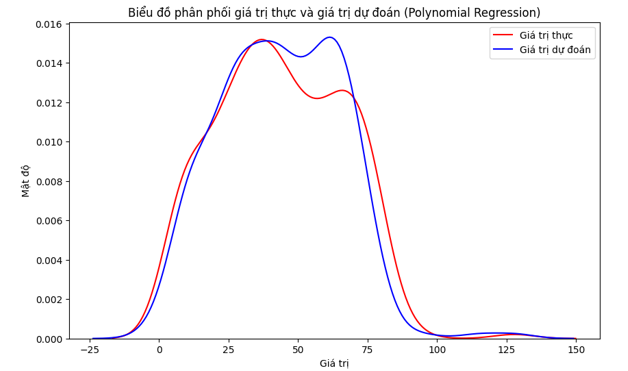 Biểu đồ phân phối giá trị thực và giá trị dự đoán (Polynomial Regression)
0.016
0.014
0.012
0.010
0.008
0.006
0.004
0.002
0.000
Mật độ
Giá trị thực
Giá trị dự đoán
−25 0 25 50 75 100 125 150
Giá trị